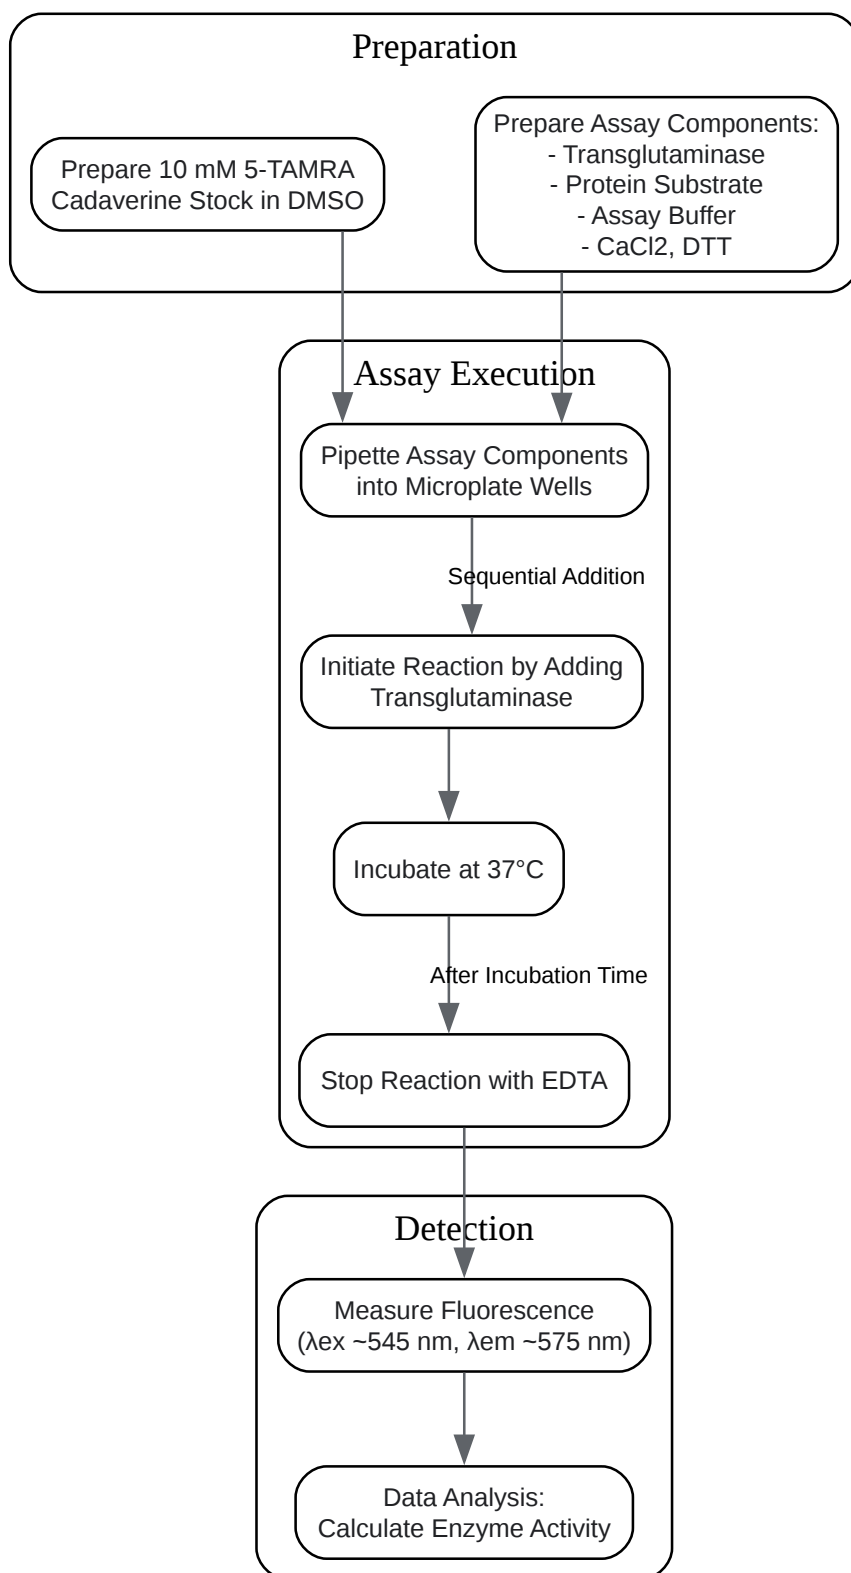 Preparation
Prepare 10 mM 5-TAMRA
Cadaverine Stock in DMSO
Prepare Assay Components:
- Transglutaminase
- Protein Substrate
- Assay Buffer
- CaCl2, DTT
Assay Execution
Pipette Assay Components
into Microplate Wells
Sequential Addition
Initiate Reaction by Adding
Transglutaminase
Incubate at 37°C
After Incubation Time
Stop Reaction with EDTA
Detection
Measure Fluorescence
(λex ~545 nm, λem ~575 nm)
Data Analysis:
Calculate Enzyme Activity